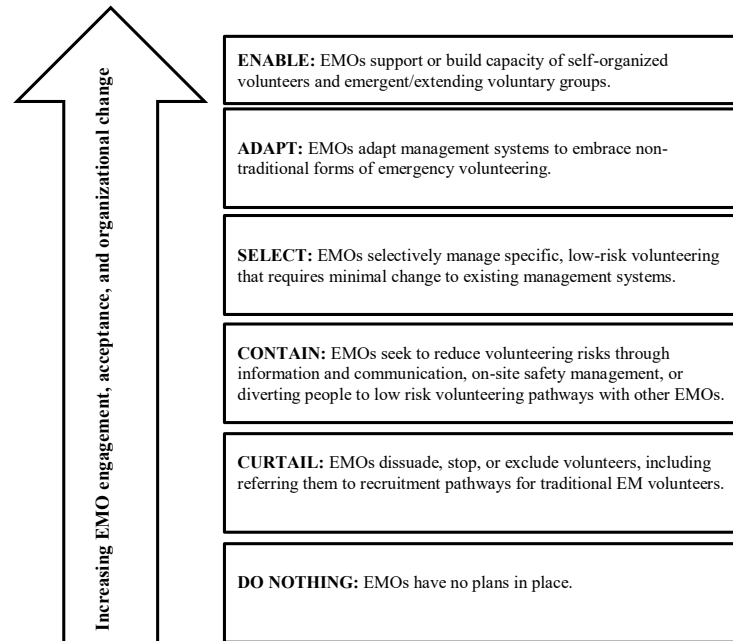 Increasing EMO engagement, acceptance, and organizational change
ENABLE: EMOs support or build capacity of self-organized
volunteers and emergent/extending voluntary groups.
ADAPT: EMOs adapt management systems to embrace non-
traditional forms of emergency volunteering.
SELECT: EMOs selectively manage specific, low-risk volunteering
that requires minimal change to existing management systems.
CONTAIN: EMOs seek to reduce volunteering risks through
information and communication, on-site safety management, or
diverting people to low risk volunteering pathways with other EMOs.
CURTAIL: EMOs dissuade, stop, or exclude volunteers, including
referring them to recruitment pathways for traditional EM volunteers.
DO NOTHING: EMOs have no plans in place.